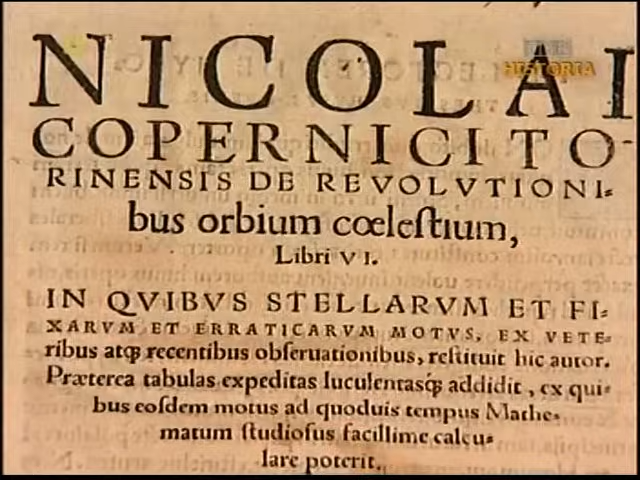 NICOLAI
COPERNICI TO
RINENSIS DE REVOLVTIONI⸗
bus orbium cœleſtium,
Libri VI.
IN QVIBVS STELLARVM ET FI⸗
XARVM ET ERRATICARVM MOTVS, EX VETE⸗
ribus atqꝫ recentibus obſeruationibus, reſtituit hic autor.
Præterea tabulas expeditas luculentasqꝫ addidit, ex qui⸗
bus eoſdem motus ad quoduis tempus Mathe⸗
matum ſtudioſus facillime calcu⸗
lare poterit.
HISTORIA